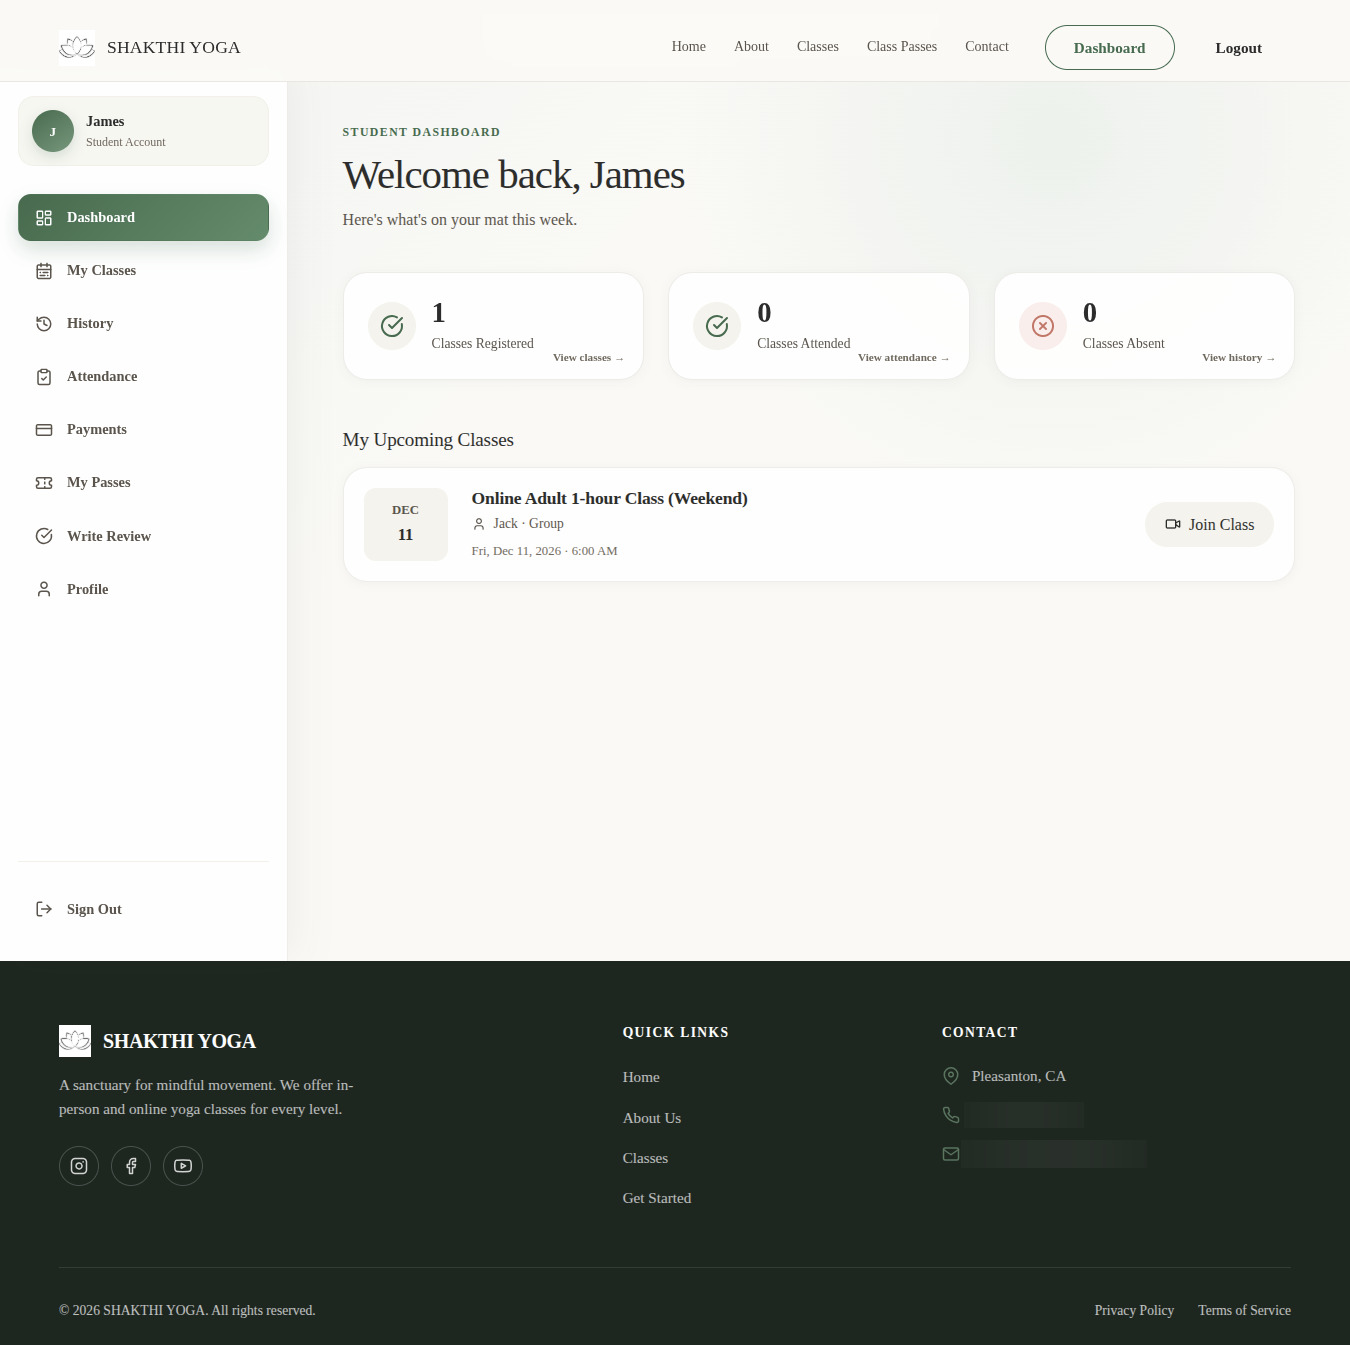 SHAKTHI YOGA
Home
About
Classes
Class Passes
Contact
Dashboard
Logout
J
James
Student Account
Dashboard
My Classes
History
Attendance
Payments
My Passes
Write Review
Profile
Sign Out
STUDENT DASHBOARD
Welcome back, James
Here's what's on your mat this week.
1
Classes Registered
View classes →
0
Classes Attended
View attendance →
0
Classes Absent
View history →
My Upcoming Classes
DEC
11
Online Adult 1-hour Class (Weekend)
Jack · Group
Fri, Dec 11, 2026 · 6:00 AM
Join Class
SHAKTHI YOGA
A sanctuary for mindful movement. We offer in-
person and online yoga classes for every level.
QUICK LINKS
Home
About Us
Classes
Get Started
CONTACT
Pleasanton, CA
© 2026 SHAKTHI YOGA. All rights reserved.
Privacy Policy
Terms of Service